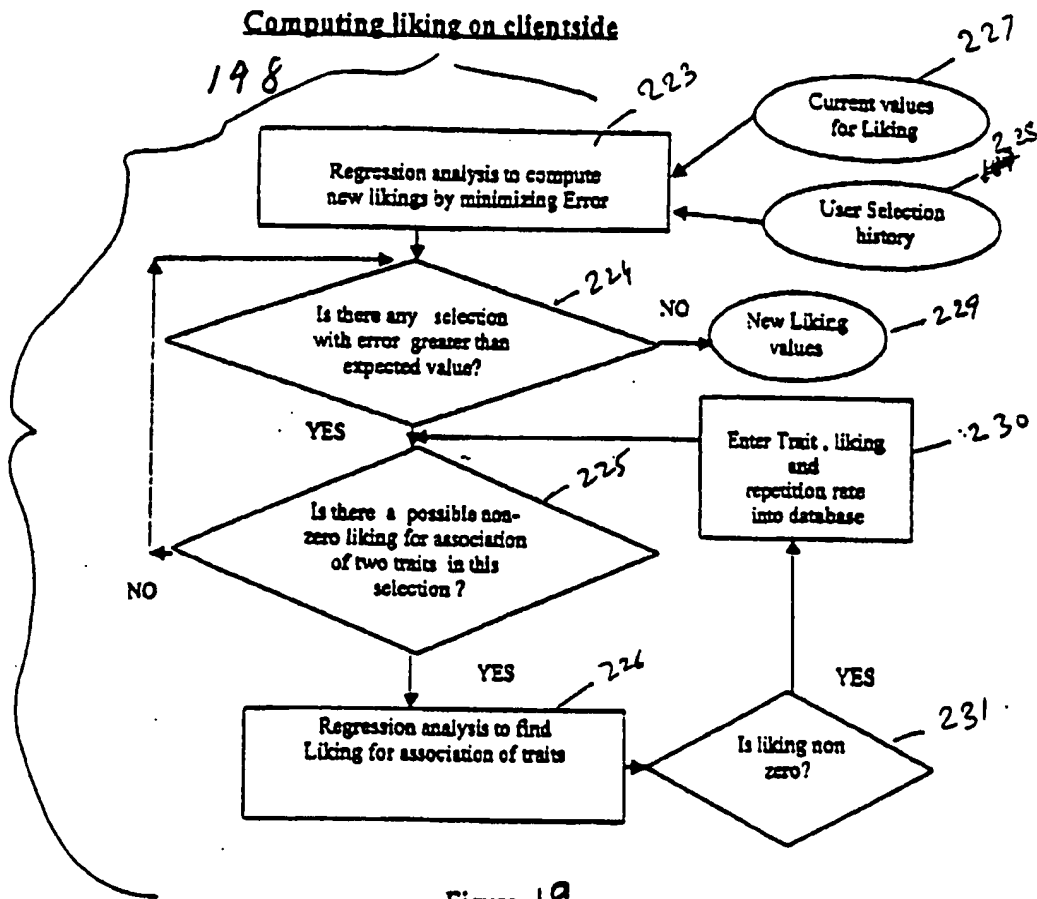 Computing liking on clientside
198
223
227
Current values
for Liking
Regression analysis to compute
new likings by minimizing Error
User Selection
history
224
Is there any selection
with error greater than
expected value?
NO
New Liking
values
229
YES
Enter Trait, liking
and
repetition rate
into database
230
225
Is there a possible non-
zero liking for association
of two traits in this
selection ?
NO
YES
226
Regression analysis to find
Liking for association of traits
YES
Is liking non
zero?
231
Figure 19